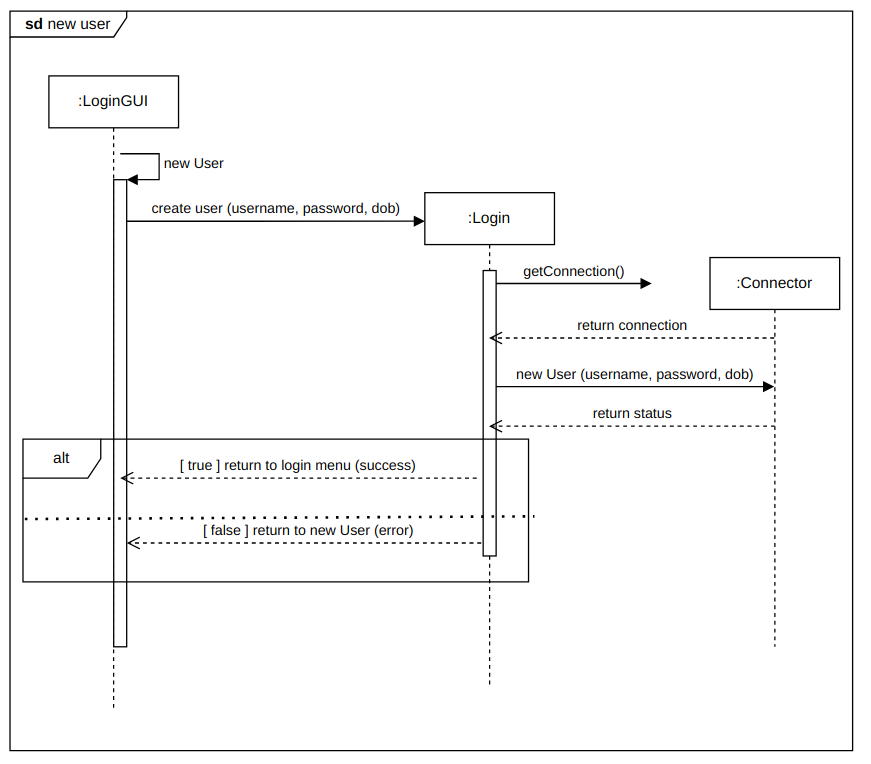 sd new user
:LoginGUI
new User
create user (username, password, dob)
:Login
getConnection()
:Connector
return connection
new User (username, password, dob)
return status
alt
[ true ] return to login menu (success)
[ false ] return to new User (error)